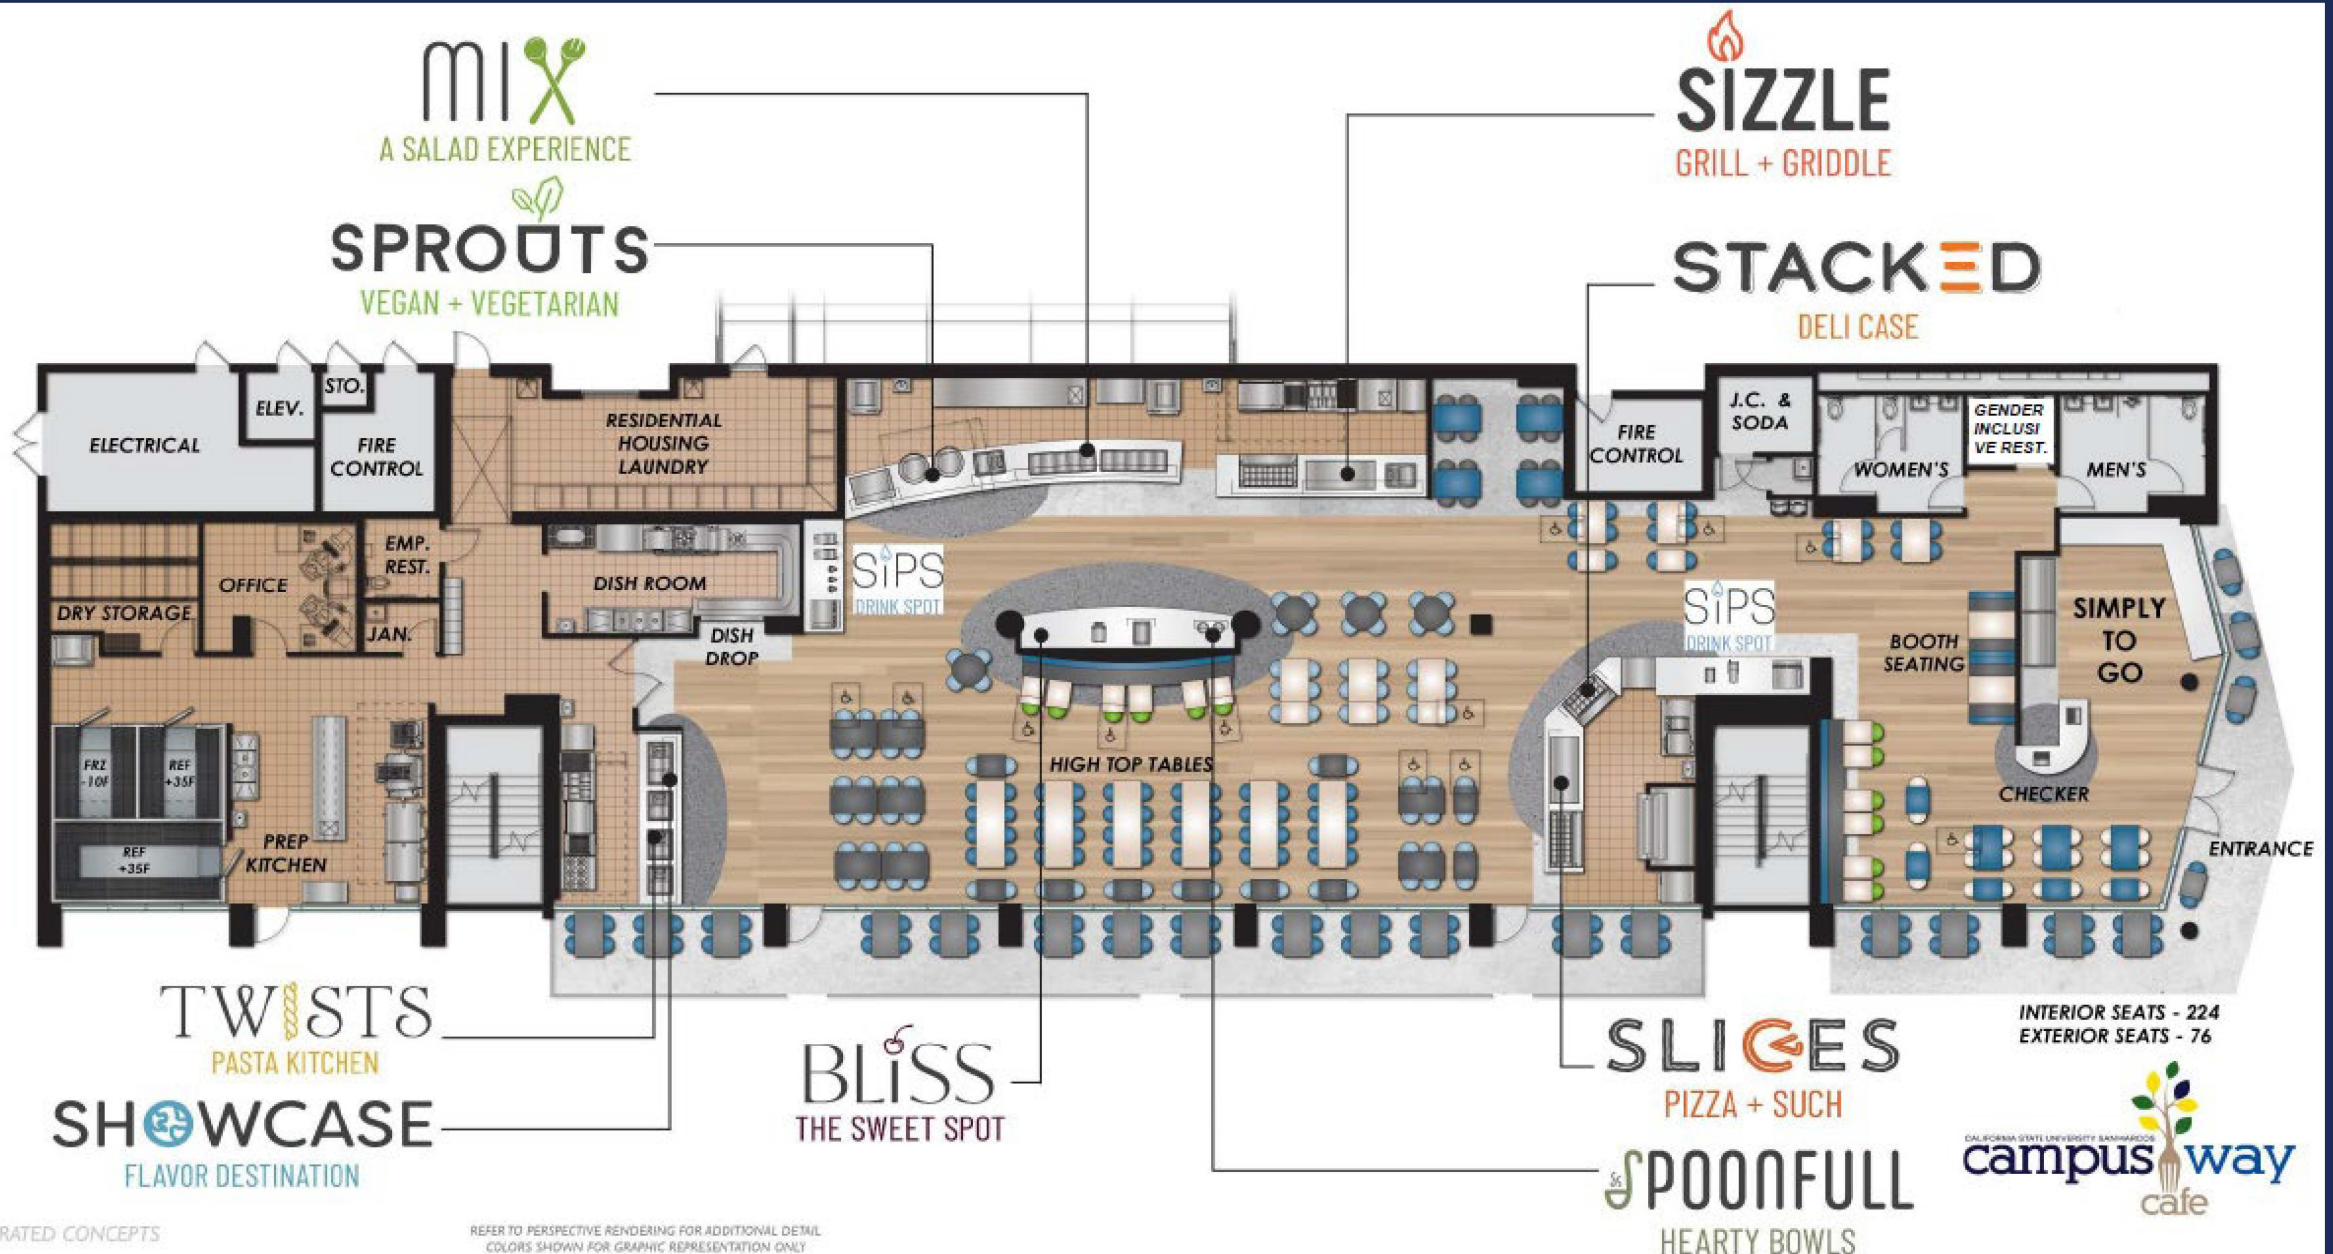 MIX
A SALAD EXPERIENCE
SPROUTS
VEGAN + VEGETARIAN
SIZZLE
GRILL + GRIDDLE
STACKED
DELI CASE
ELECTRICAL
ELEV.
STO.
FIRE
CONTROL
RESIDENTIAL
HOUSING
LAUNDRY
FIRE
CONTROL
J.C. &
SODA
WOMEN'S
GENDER
INCLUSI
VE REST.
MEN'S
DRY STORAGE
OFFICE
EMP.
REST.
JAN.
DISH ROOM
DISH
DROP
SiPS
DRINK SPOT
SiPS
DRINK SPOT
BOOTH
SEATING
SIMPLY
TO
GO
FRZ
-10F
REF
+35F
REF
+35F
PREP
KITCHEN
HIGH TOP TABLES
CHECKER
ENTRANCE
TWISTS
PASTA KITCHEN
SHOWCASE
FLAVOR DESTINATION
BLiSS
THE SWEET SPOT
SLICES
PIZZA + SUCH
SPOONFULL
HEARTY BOWLS
INTERIOR SEATS - 224
EXTERIOR SEATS - 76
CALIFORNIA STATE UNIVERSITY SAN MARCOS
campus way
cafe
RATED CONCEPTS
REFER TO PERSPECTIVE RENDERING FOR ADDITIONAL DETAIL
COLORS SHOWN FOR GRAPHIC REPRESENTATION ONLY